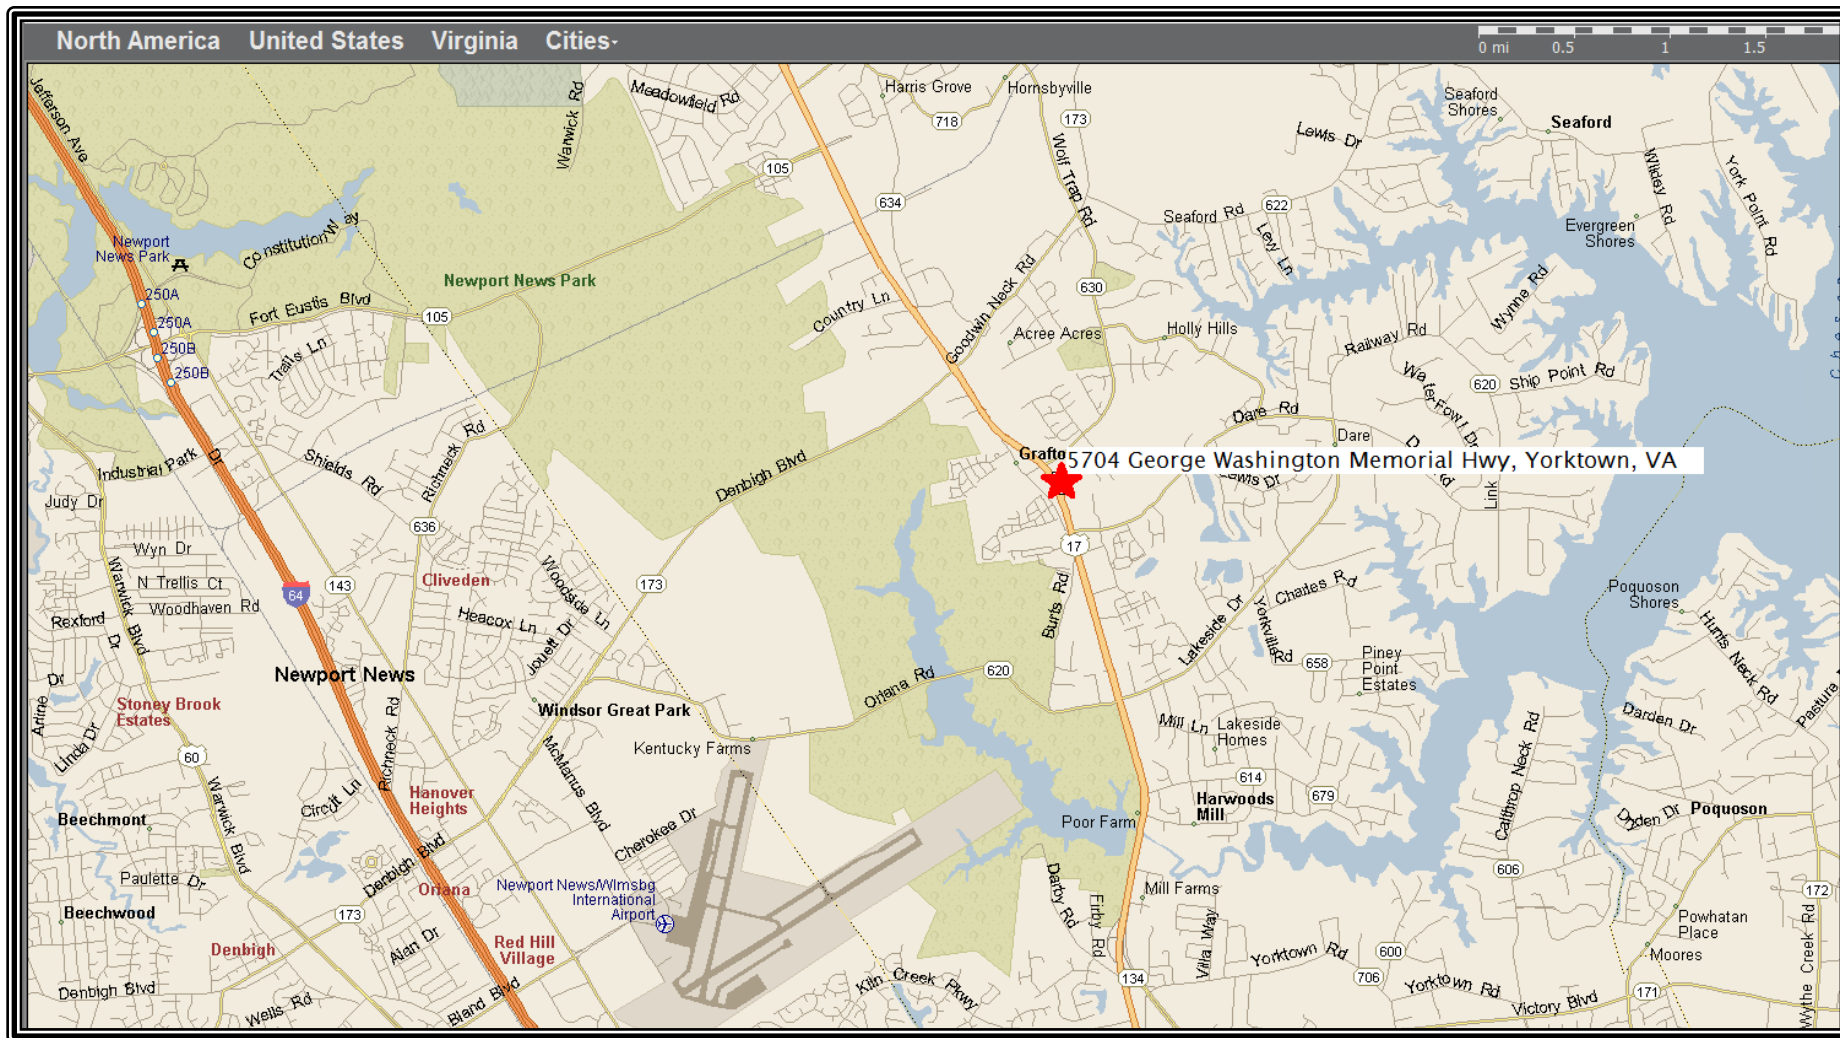 North America United States Virginia Cities
0 mi 0.5 1 1.5
Jefferson Ave
Warwick Rd
Meadowfield Rd
Harris Grove
Hornsbyville
718
173
Wolf Trap Rd
Lewis Dr
Seaford
Shores
Seaford
Wildey Rd
York Point Rd
105
634
Seaford Rd
622
Lew Ln
Evergreen
Shores
Newport
News Park
Constitution Way
Newport News Park
250A
250A
250B
250B
Fort Eustis Blvd
105
Trails Ln
Country Ln
Goodwin Neck Rd
630
Acree Acres
Holly Hills
Railway Rd
Wynne Rd
Water-Fowl Dr
620
Ship Point Rd
Dare Rd
Dare
Industrial Park Dr
Shields Rd
Richneck Rd
Denbigh Blvd
5704 George Washington Memorial Hwy, Yorktown, VA
Lewis Dr
Link
Judy Dr
636
17
Wyn Dr
N Trellis Ct
Woodhaven Rd
Rexford Dr
Warwick Blvd
64
143
Cliveden
Heacox Ln
Jouett Dr
Woodside Ln
173
Burts Rd
Lakeside Dr
Yorkville Rd
Charles Rd
658
Piney
Point
Estates
Poquoson
Shores
Hunts Neck Rd
Newport News
Arline Dr
Linda Dr
Stoney Brook
Estates
60
Richneck Rd
Windsor Great Park
Kentucky Farms
Oriana Rd
620
Mill Ln
Lakeside
Homes
Calthrop Neck Rd
Darden Dr
McManus Blvd
Hanover
Heights
614
679
Harwoods
Mill
Poquoson
Beechmont
Warwick Blvd
Cherokee Dr
Poor Farm
Paulette Dr
Denbigh Blvd
Oriana
Newport News/Wlmsbg
International
Airport
Darby Rd
Firby Rd
Mill Farms
606
172
Beechwood
173
Alan Dr
Denbigh
Red Hill
Village
Villa Way
Yorktown Rd
600
Powhatan
Place
Moores
Wythe Creek Rd
Denbigh Blvd
Wells Rd
Bland Blvd
Kiln Creek Pkwy
134
706
Yorktown Rd
Victory Blvd
171